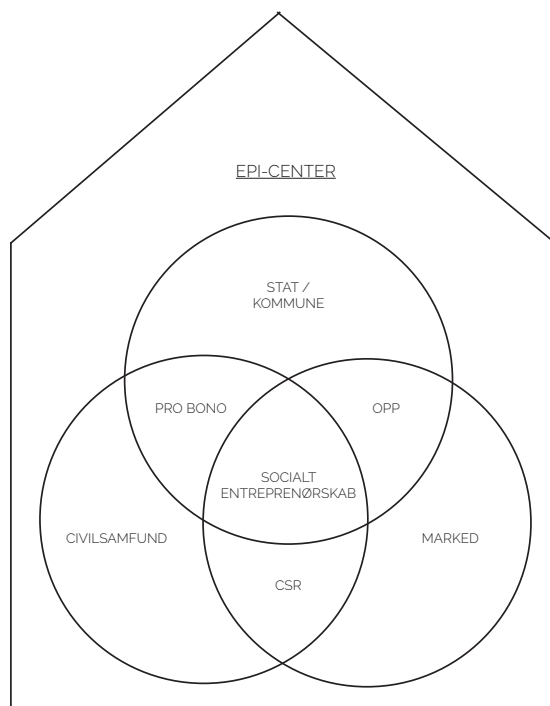 EPI-CENTER
STAT /
KOMMUNE
PRO BONO
OPP
SOCIALT
ENTREPRENØRSKAB
CIVILSAMFUND
MARKED
CSR